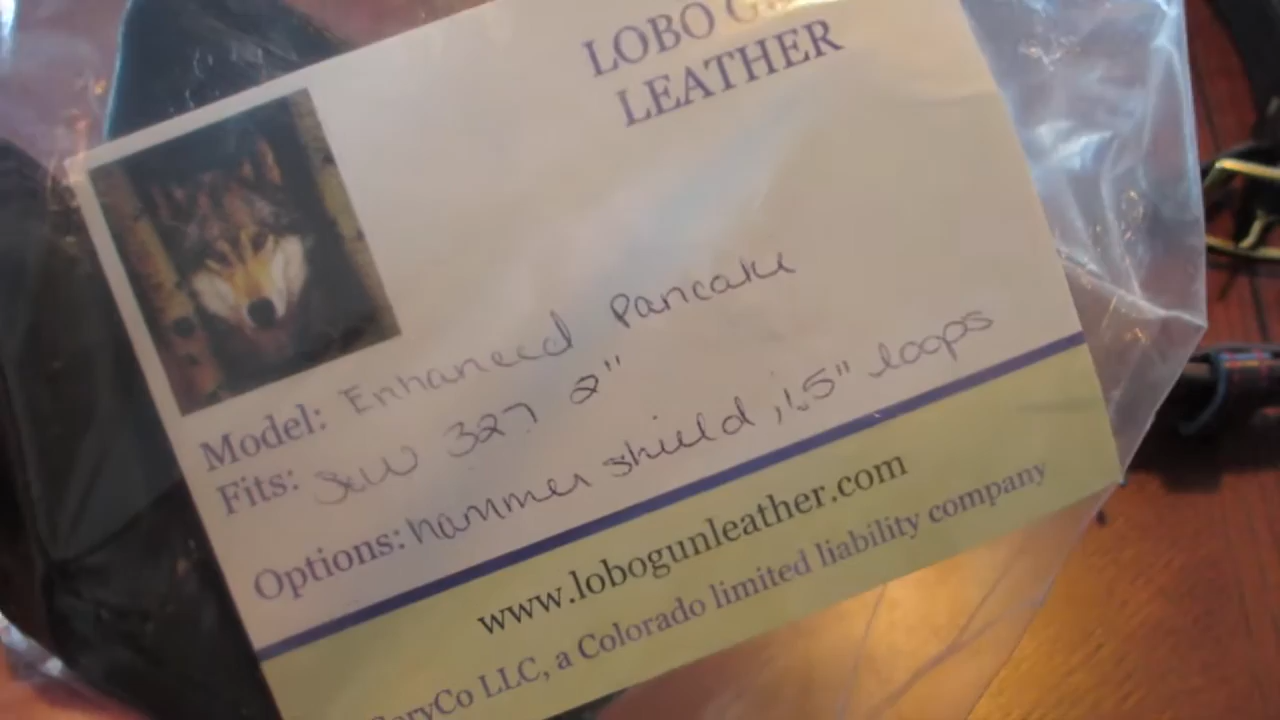 LOBO G
LEATHER
Model: Enhanced Pancake
Fits: S&W 327 2"
Options: hammer shield, 1.5" loops
www.lobogunleather.com
ryCo LLC, a Colorado limited liability company